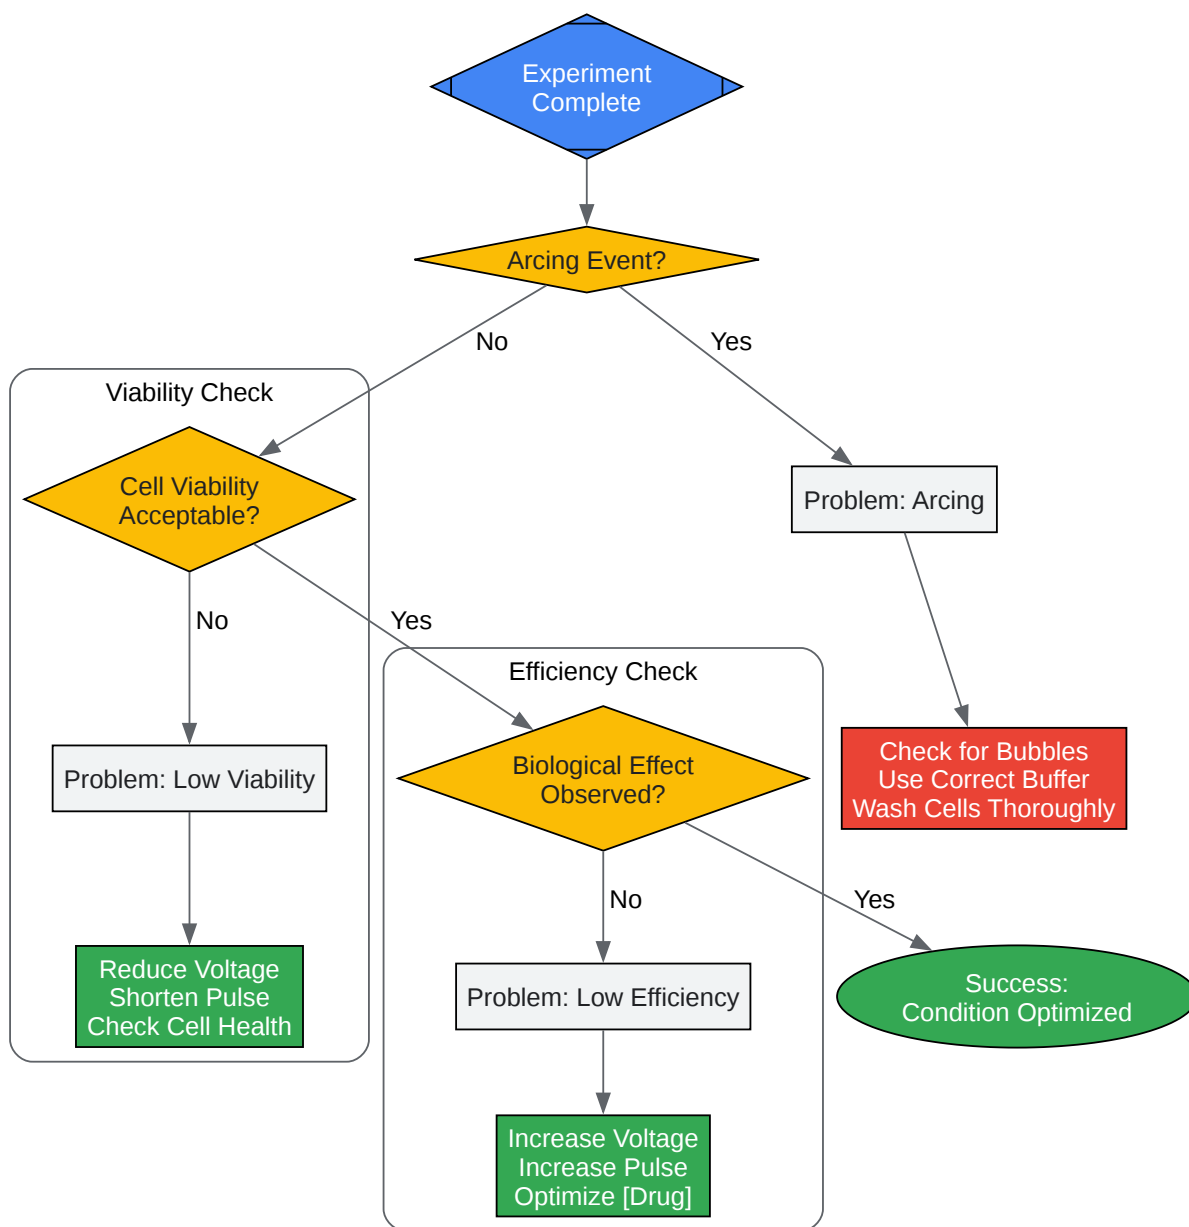 Experiment
Complete
Arcing Event?
No
Yes
Viability Check
Cell Viability
Acceptable?
Problem: Arcing
No
Yes
Efficiency Check
Problem: Low Viability
Biological Effect
Observed?
Check for Bubbles
Use Correct Buffer
Wash Cells Thoroughly
No
Yes
Reduce Voltage
Shorten Pulse
Check Cell Health
Problem: Low Efficiency
Success:
Condition Optimized
Increase Voltage
Increase Pulse
Optimize [Drug]